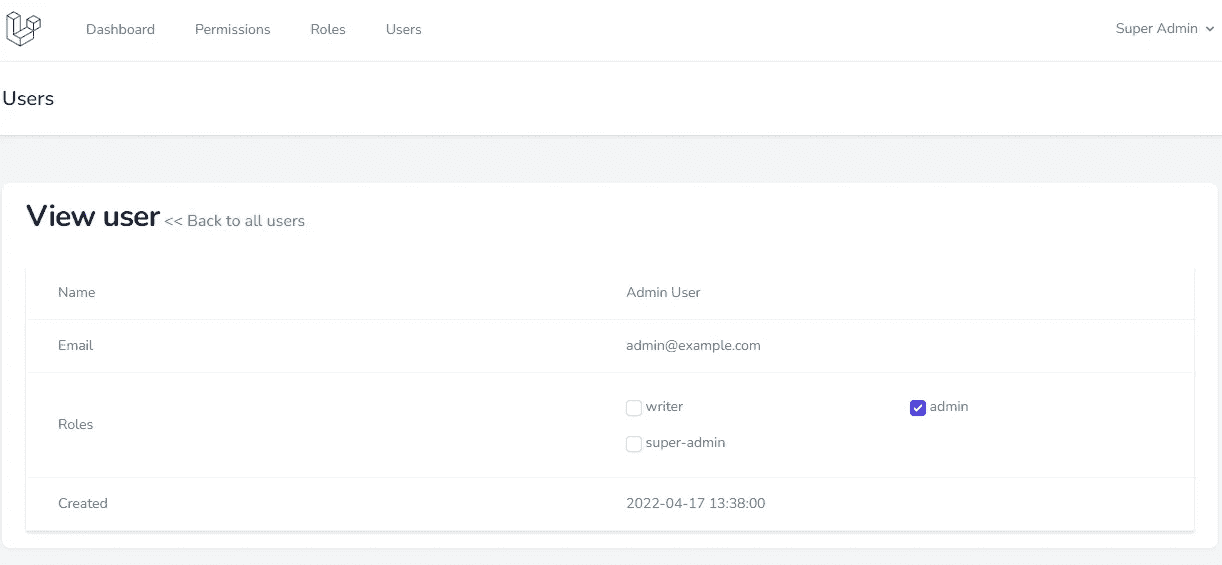 Dashboard Permissions Roles Users Super Admin
Users
View user << Back to all users
Name Admin User
Email admin@example.com
Roles writer admin
super-admin
Created 2022-04-17 13:38:00